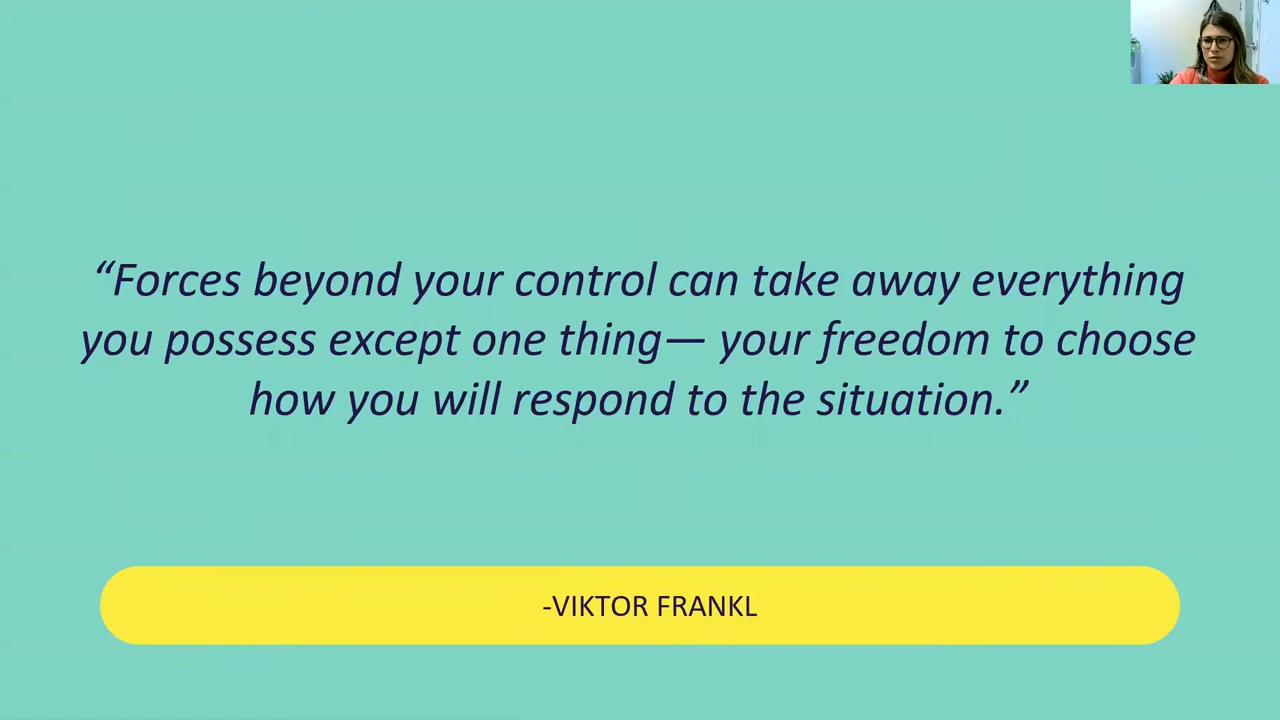 “Forces beyond your control can take away everything
you possess except one thing— your freedom to choose
how you will respond to the situation.”
-VIKTOR FRANKL